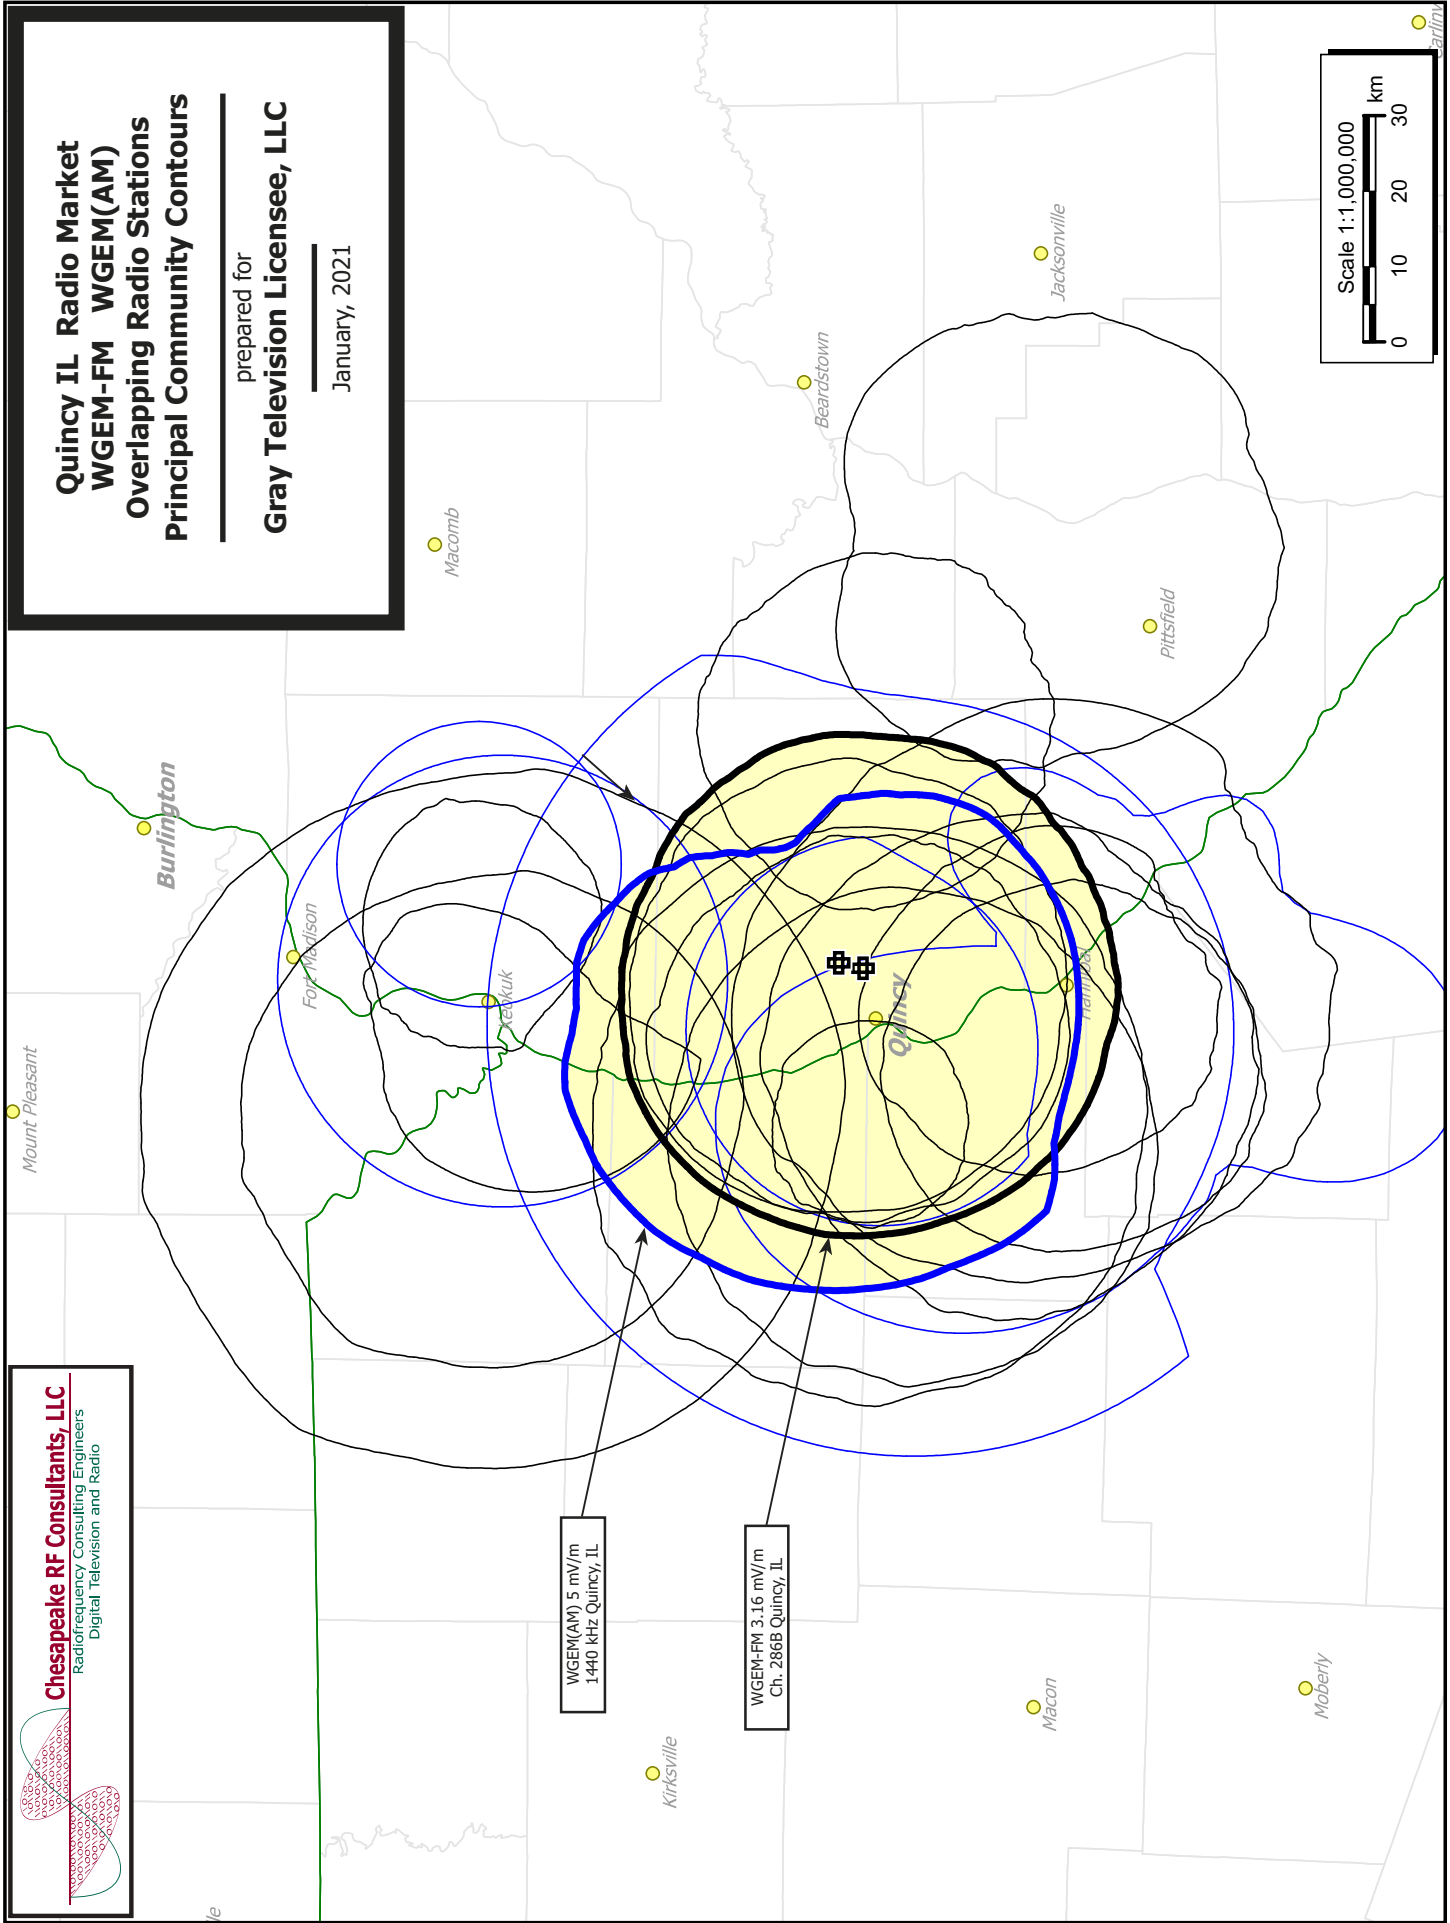 Quincy IL Radio Market
WGEM-FM WGEM(AM)
Overlapping Radio Stations
Principal Community Contours
prepared for
Gray Television Licensee, LLC
January, 2021
Chesapeake RF Consultants, LLC
Radiofrequency Consulting Engineers
Digital Television and Radio
WGEM(AM) 5 mV/m
1440 kHz Quincy, IL
WGEM-FM 3.16 mV/m
Ch. 286B Quincy, IL
Scale 1:1,000,000
km
0 10 20 30
Mount Pleasant
Burlington
Fort Madison
Keokuk
Macomb
Beardstown
Jacksonville
Pittsfield
Quincy
Hannibal
Kirksville
Macon
Moberly